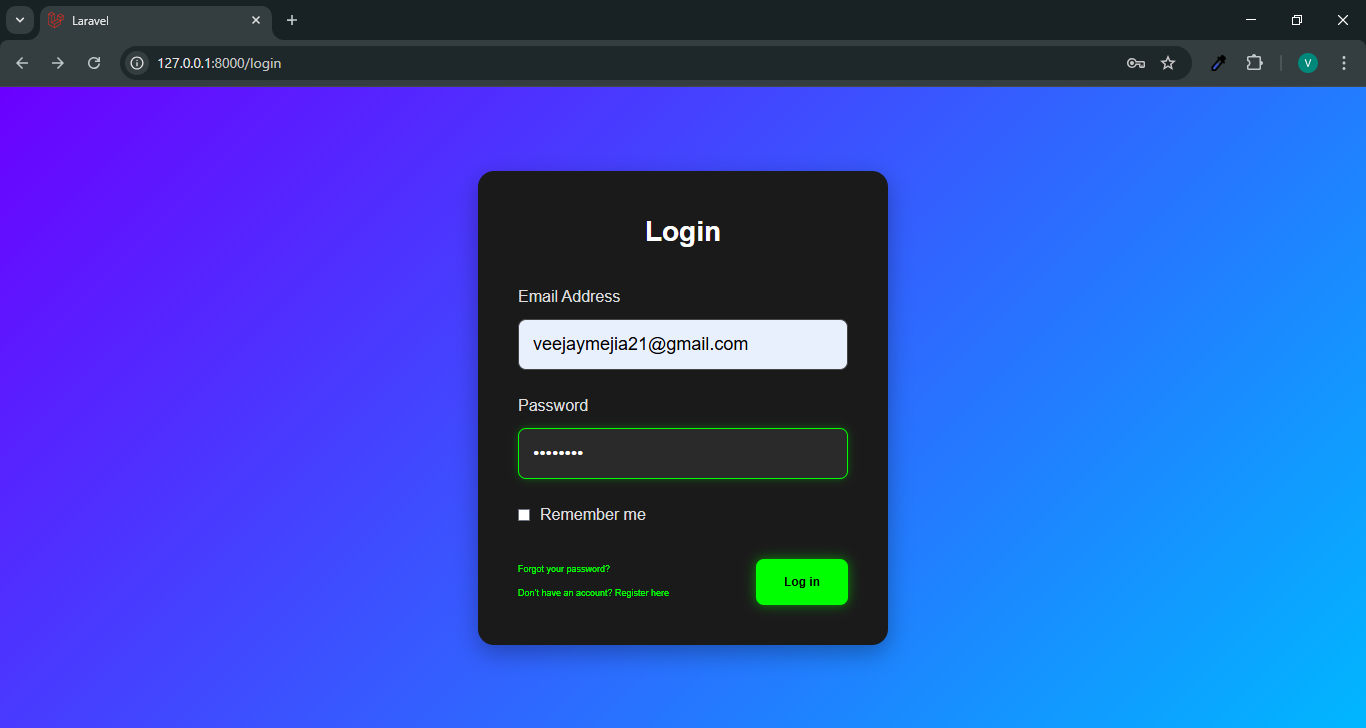 Laravel
127.0.0.1:8000/login
V
Login
Email Address
veejaymejia21@gmail.com
Password
••••••••
Remember me
Forgot your password?
Don't have an account? Register here
Log in